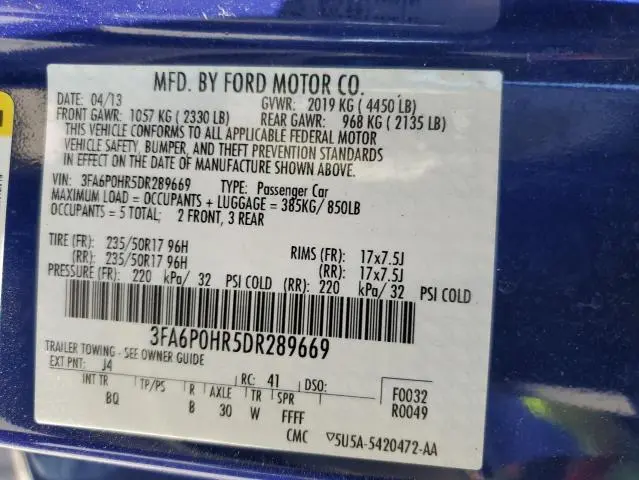 MFD. BY FORD MOTOR CO.
DATE: 04/13 GVWR: 2019 KG ( 4450 LB)
FRONT GAWR: 1057 KG ( 2330 LB) REAR GAWR: 968 KG ( 2135 LB)
THIS VEHICLE CONFORMS TO ALL APPLICABLE FEDERAL MOTOR
VEHICLE SAFETY, BUMPER, AND THEFT PREVENTION STANDARDS
IN EFFECT ON THE DATE OF MANUFACTURE SHOWN ABOVE.
VIN: 3FA6P0HR5DR289669 TYPE: Passenger Car
MAXIMUM LOAD = OCCUPANTS + LUGGAGE = 385KG/ 850LB
OCCUPANTS = 5 TOTAL; 2 FRONT, 3 REAR
TIRE (FR): 235/50R17 96H RIMS (FR): 17x7.5J
(RR): 235/50R17 96H (RR): 17x7.5J
PRESSURE (FR): 220 kPa/ 32 PSI COLD (RR): 220 kPa/ 32 PSI COLD
3FA6P0HR5DR289669
TRAILER TOWING - SEE OWNER GUIDE
EXT PNT: J4 RC: 41 DSO: F0032
INT TR TP/PS R AXLE TR SPR R0049
BQ B 30 W FFFF
CMC ▽5U5A-5420472-AA